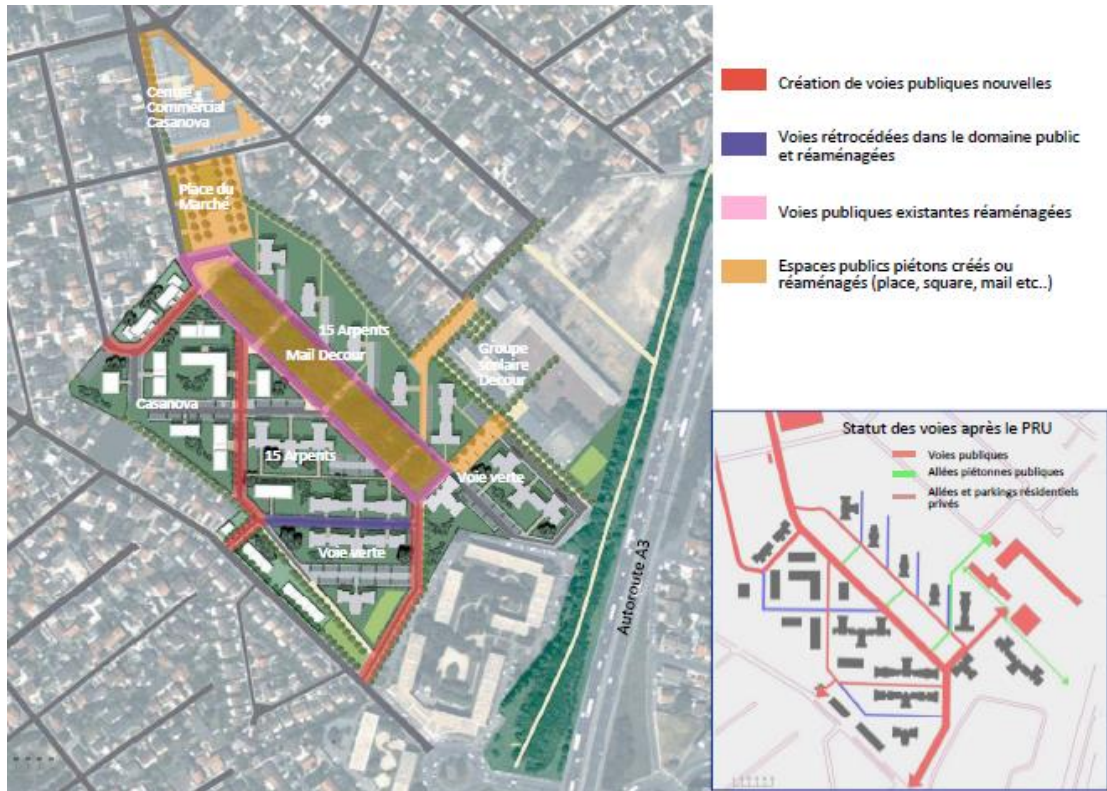 Centre
Commercial
Casanova
Place du
Marché
15 Arpents
Mail Decour
Groupe
scolaire
Decour
Casanova
15 Arpents
Voie verte
Voie verte
Autoroute A3
Création de voies publiques nouvelles
Voies rétrocédées dans le domaine public
et réaménagées
Voies publiques existantes réaménagées
Espaces publics piétons créés ou
réaménagés (place, square, mail etc..)
Statut des voies après le PRU
Voies publiques
Allées piétonnes publiques
Allées et parkings résidentiels
privés